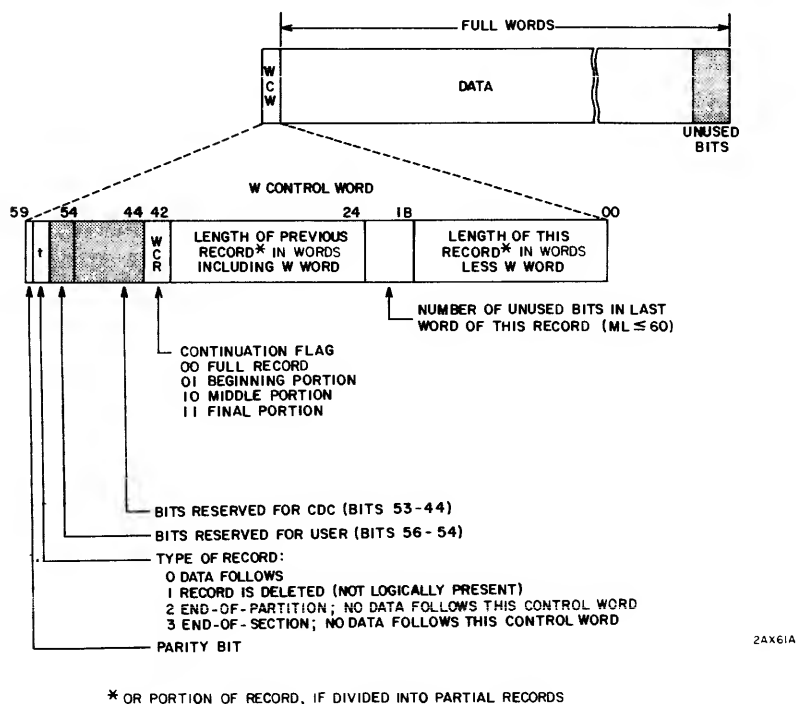 FULL WORDS
W
C
W
DATA
UNUSED
BITS
W CONTROL WORD
59 54 44 42 24 18 00
t
W
C
R
LENGTH OF PREVIOUS
RECORD* IN WORDS
INCLUDING W WORD
LENGTH OF THIS
RECORD* IN WORDS
LESS W WORD
NUMBER OF UNUSED BITS IN LAST
WORD OF THIS RECORD (ML ≤ 60)
CONTINUATION FLAG
00 FULL RECORD
01 BEGINNING PORTION
10 MIDDLE PORTION
11 FINAL PORTION
BITS RESERVED FOR CDC (BITS 53-44)
BITS RESERVED FOR USER (BITS 56-54)
TYPE OF RECORD:
0 DATA FOLLOWS
1 RECORD IS DELETED (NOT LOGICALLY PRESENT)
2 END-OF-PARTITION; NO DATA FOLLOWS THIS CONTROL WORD
3 END-OF-SECTION; NO DATA FOLLOWS THIS CONTROL WORD
PARITY BIT
2AX61A
* OR PORTION OF RECORD, IF DIVIDED INTO PARTIAL RECORDS